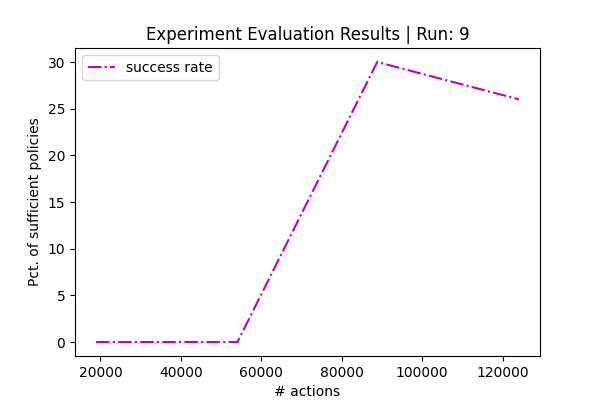 Experiment Evaluation Results | Run: 9
success rate
Pct. of sufficient policies
30
25
20
15
10
5
0
20000 40000 60000 80000 100000 120000
# actions